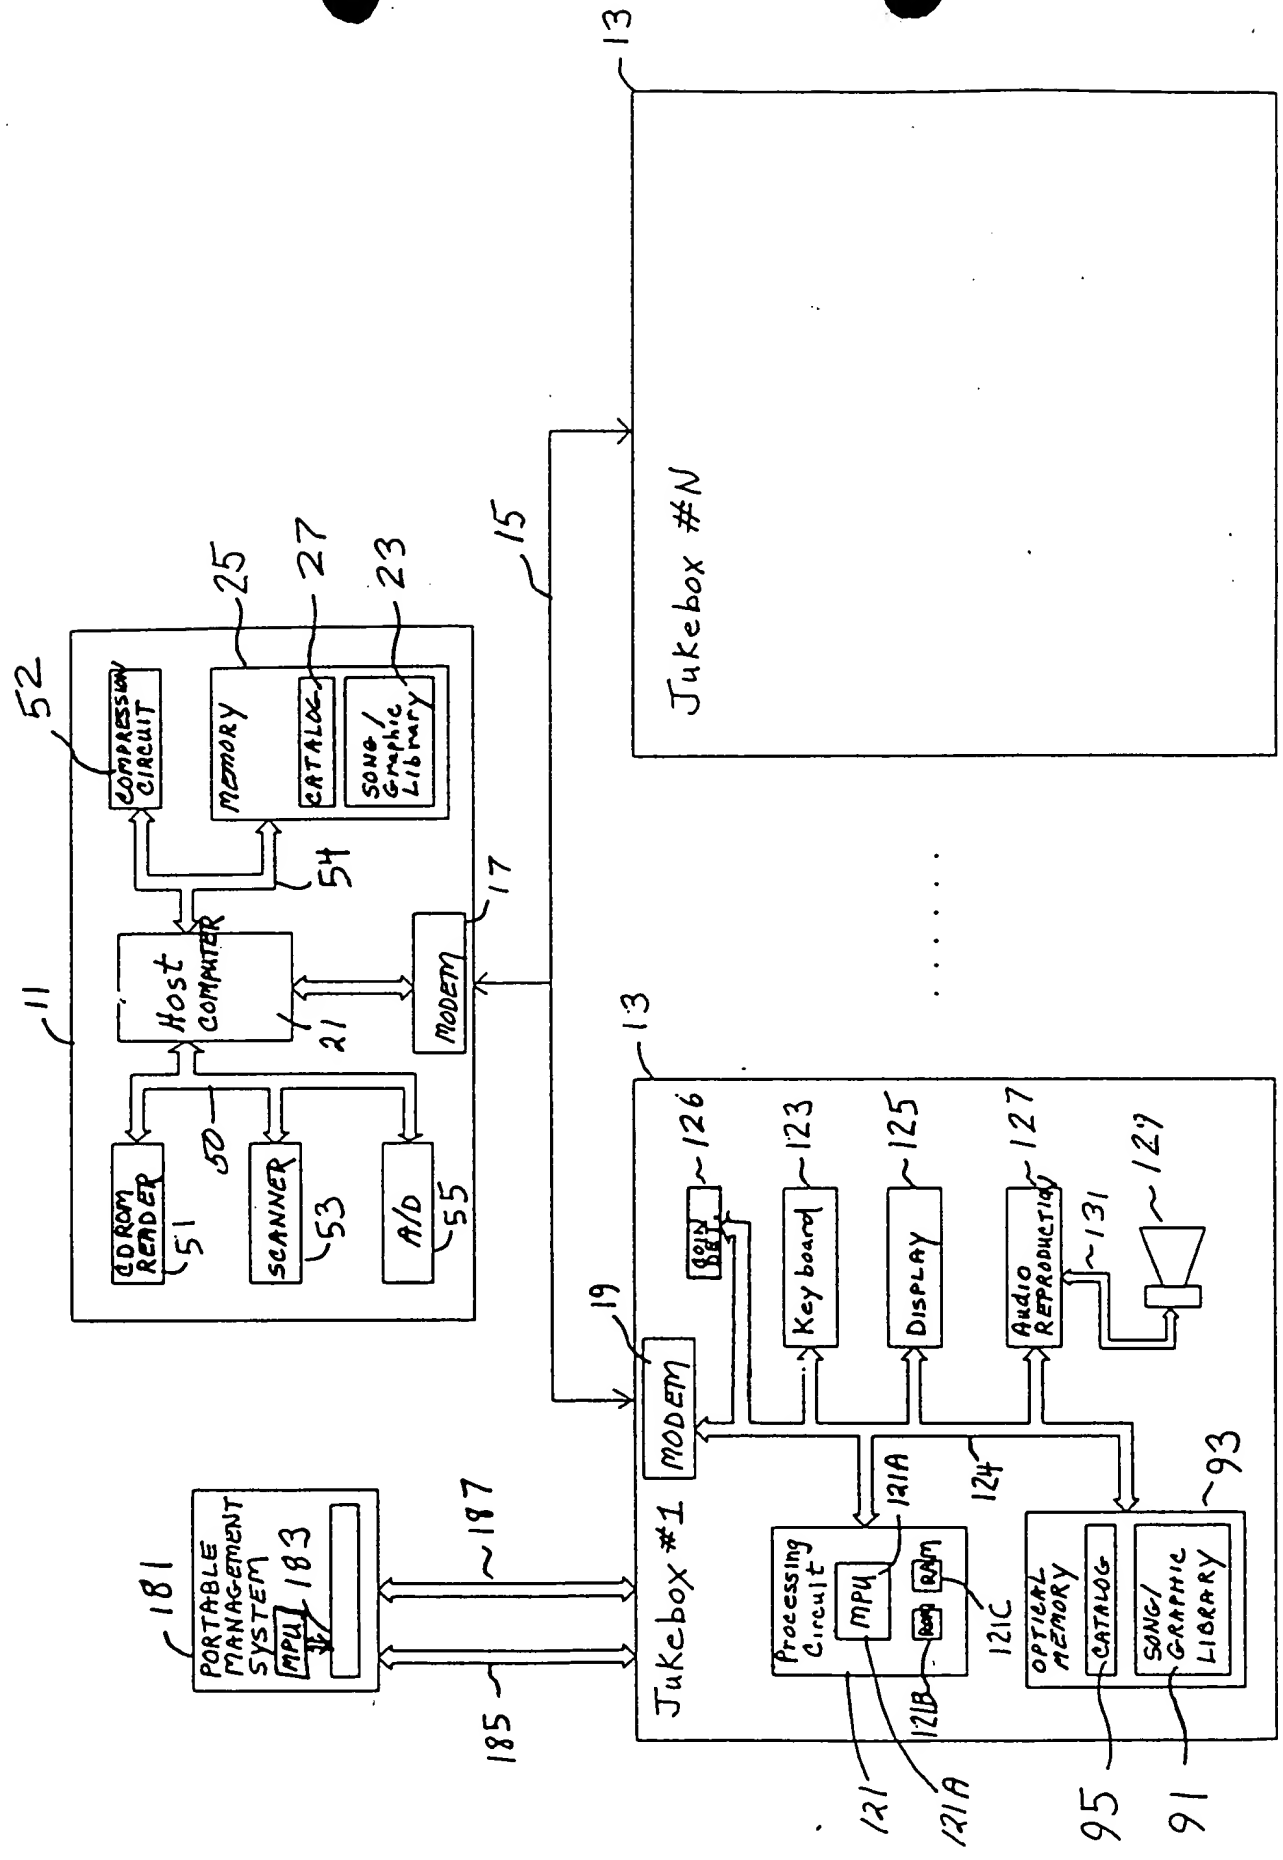 11
52
COMPRESSION
CIRCUIT
25
MEMORY
27
CATALOG
23
SONG /
Graphic
Library
54
Host
COMPUTER
21
17
MODEM
50
CDROM
READER
51
SCANNER
53
A/D
55
15
13
Jukebox #N
. . . . . .
181
PORTABLE
MANAGEMENT
SYSTEM
MPU
183
185
187
13
Jukebox #1
19
MODEM
126
COIN
Keyboard
123
DISPLAY
125
Audio
REPRODUCTION
127
131
129
124
Processing
Circuit
MPU
121A
ROM
RAM
121B
121C
121
121A
OPTICAL
MEMORY
93
CATALOG
95
SONG/
GRAPHIC
LIBRARY
91